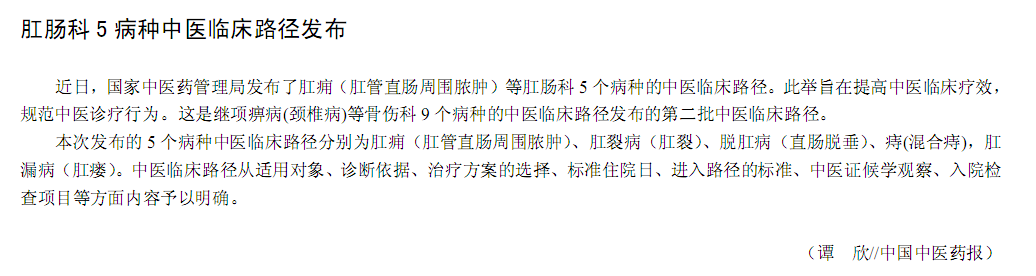 肛肠科 5 病种中医临床路径发布
近日，国家中医药管理局发布了肛痈（肛管直肠周围脓肿）等肛肠科 5 个病种的中医临床路径。此举旨在提高中医临床疗效，
规范中医诊疗行为。这是继项痹病(颈椎病)等骨伤科 9 个病种的中医临床路径发布的第二批中医临床路径。
本次发布的 5 个病种中医临床路径分别为肛痈（肛管直肠周围脓肿）、肛裂病（肛裂）、脱肛病（直肠脱垂）、痔(混合痔)，肛
漏病（肛瘘）。中医临床路径从适用对象、诊断依据、治疗方案的选择、标准住院日、进入路径的标准、中医证候学观察、入院检
查项目等方面内容予以明确。
（谭　欣//中国中医药报）